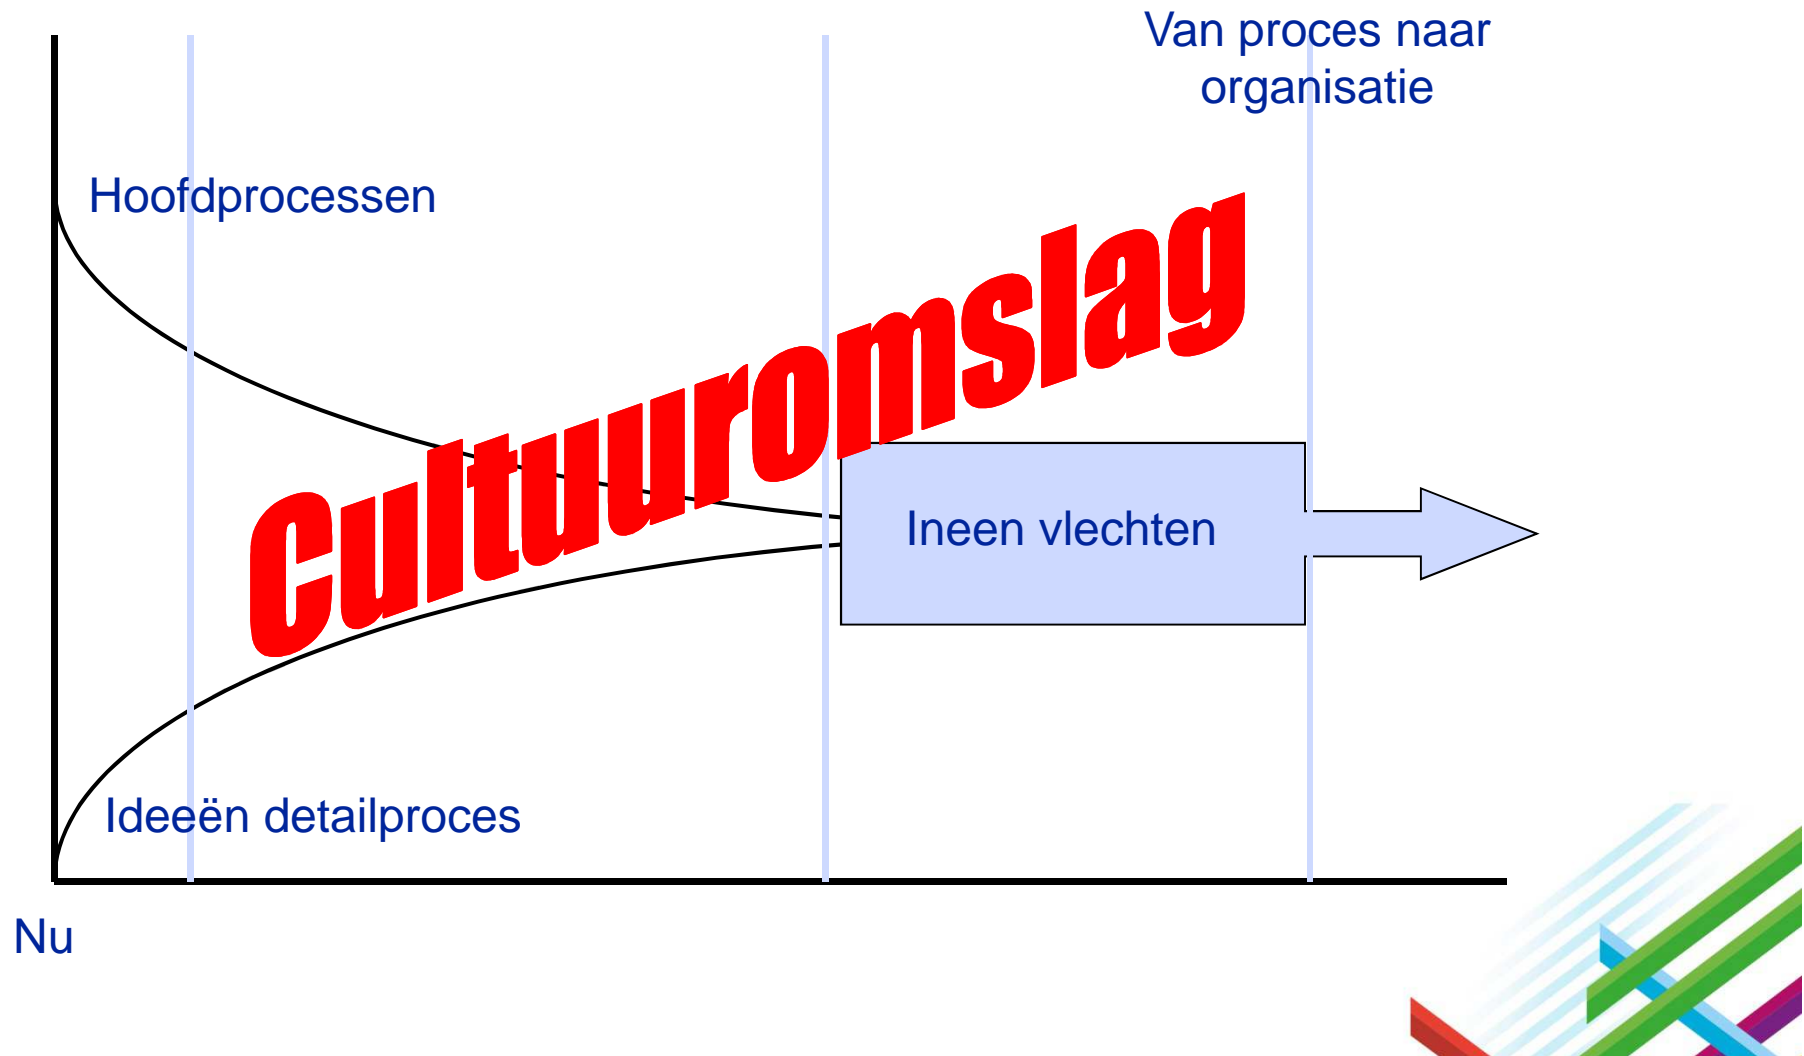 Van proces naar
organisatie
Hoofdprocessen
Cultuuromslag
Ineen vlechten
Ideeën detailproces
Nu